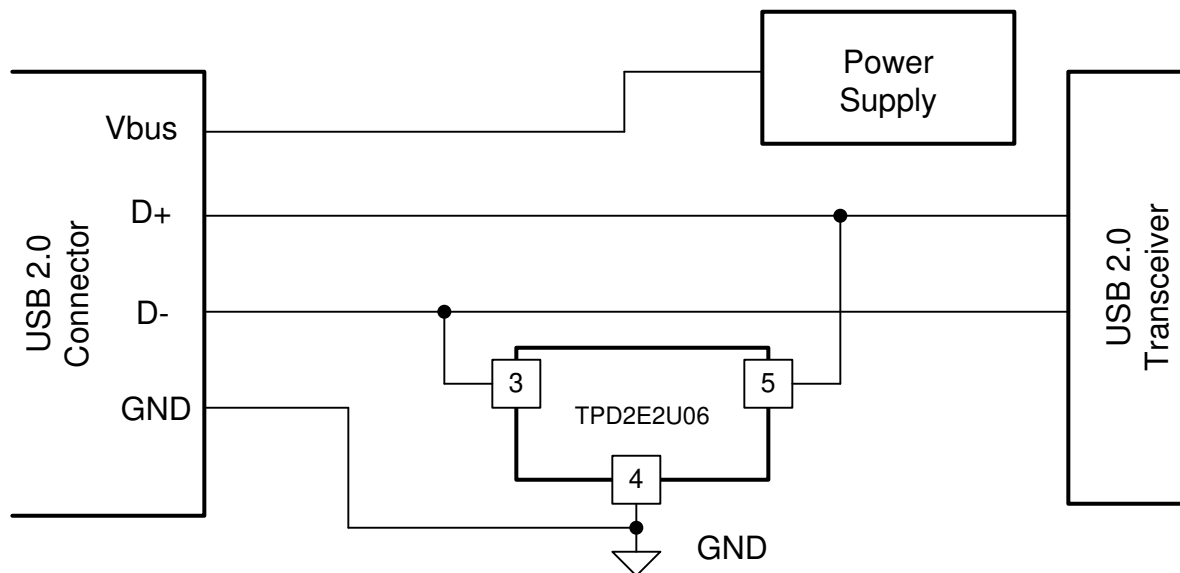 Power
Supply
Vbus
D+
D-
GND
USB 2.0
Connector
3
5
TPD2E2U06
4
GND
USB 2.0
Transceiver